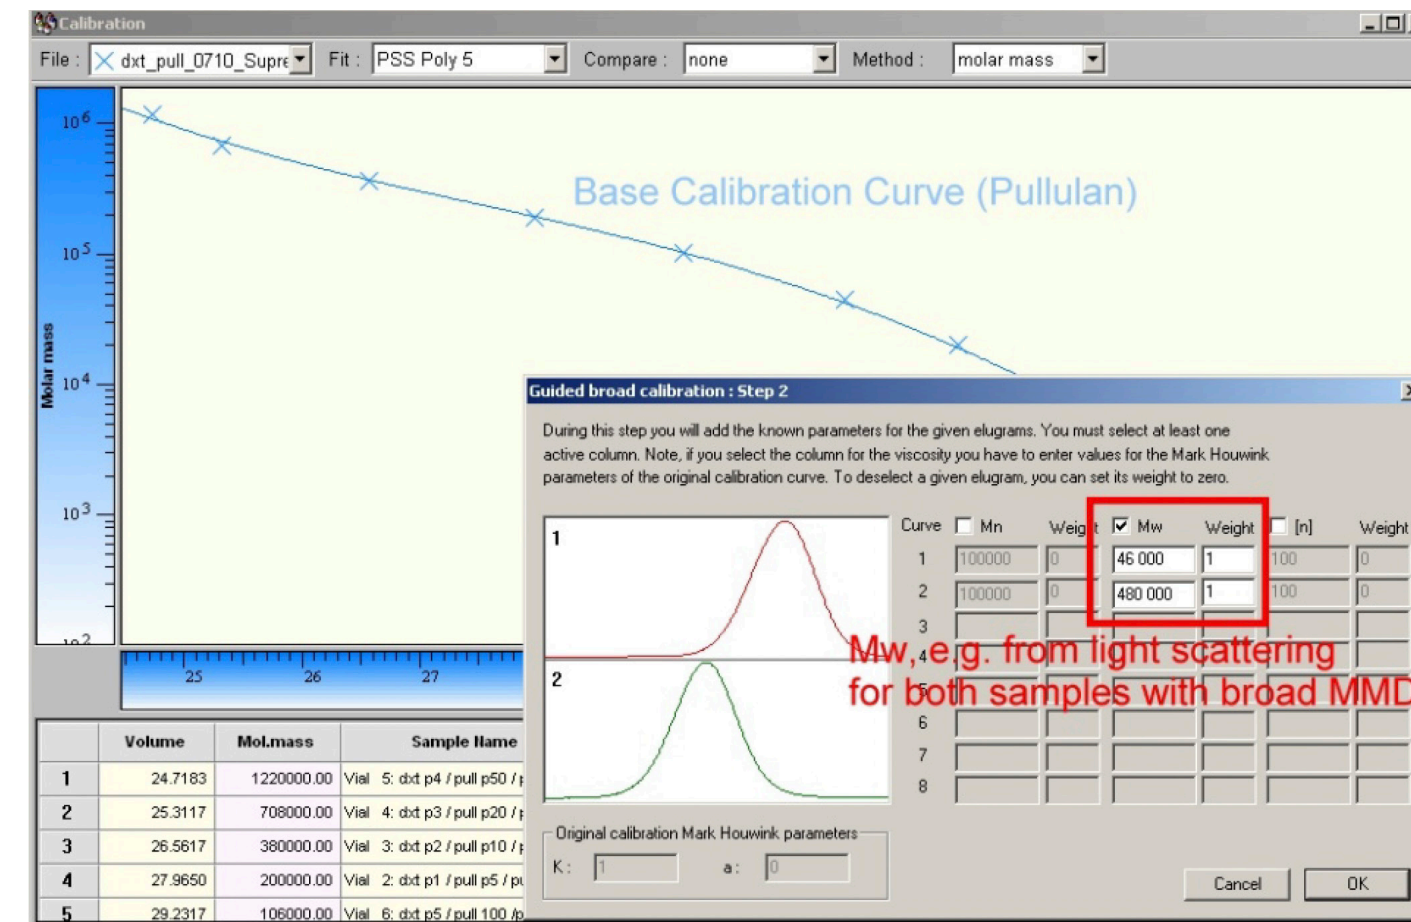 Calibration
File : dxt_pull_0710_Supre Fit : PSS Poly 5 Compare : none Method : molar mass
Base Calibration Curve (Pullulan)
10^6
10^5
10^4
10^3
10^2
Molar mass
25 26 27
Volume Mol.mass Sample Name
1 24.7183 1220000.00 Vial 5: dxt p4 / pull p50 / p
2 25.3117 708000.00 Vial 4: dxt p3 / pull p20 / p
3 26.5617 380000.00 Vial 3: dxt p2 / pull p10 / p
4 27.9650 200000.00 Vial 2: dxt p1 / pull p5 / pu
5 29.2317 106000.00 Vial 6: dxt p5 / pull 100 /p
Guided broad calibration : Step 2
During this step you will add the known parameters for the given elugrams. You must select at least one
active column. Note, if you select the column for the viscosity you have to enter values for the Mark Houwink
parameters of the original calibration curve. To deselect a given elugram, you can set its weight to zero.
1
2
Curve Mn Weight Mw Weight [n] Weight
1 100000 0 46 000 1 100 0
2 100000 0 480 000 1 100 0
3
4
5
6
7
8
Mw, e.g. from light scattering
for both samples with broad MMD
Original calibration Mark Houwink parameters
K : 1 a : 0
Cancel OK